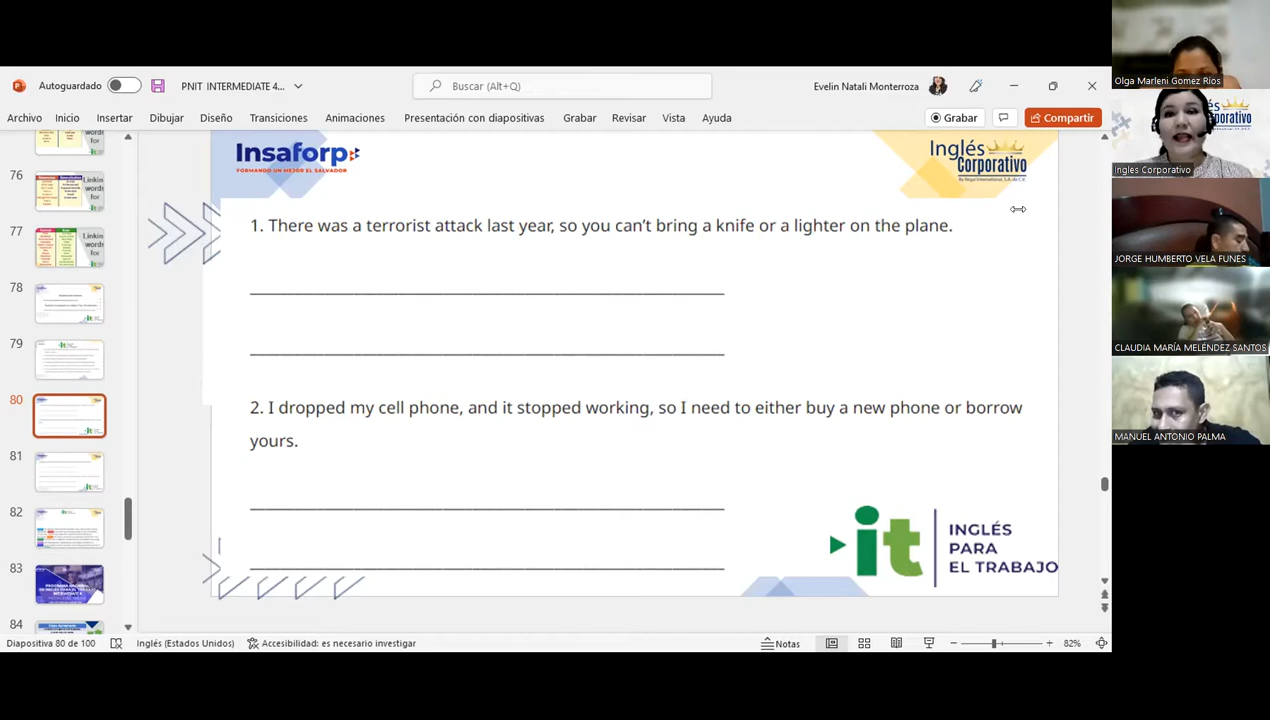 Autoguardado
PNIT INTERMEDIATE 4...
Buscar (Alt+Q)
Evelin Natali Monterroza
Archivo Inicio Insertar Dibujar Diseño Transiciones Animaciones Presentación con diapositivas Grabar Revisar Vista Ayuda
Grabar
Compartir
76
77
78
79
80
81
82
83
84
Insaforp
FORMANDO UN MEJOR EL SALVADOR
Inglés
Corporativo
1. There was a terrorist attack last year, so you can't bring a knife or a lighter on the plane.
2. I dropped my cell phone, and it stopped working, so I need to either buy a new phone or borrow
yours.
it
INGLÉS
PARA
EL TRABAJO
Diapositiva 80 de 100
Inglés (Estados Unidos)
Accesibilidad: es necesario investigar
Notas
82%
Olga Marleni Gomez Rios
Ingles Corporativo
JORGE HUMBERTO VELA FUNES
CLAUDIA MARÍA MELÉNDEZ SANTOS
MANUEL ANTONIO PALMA